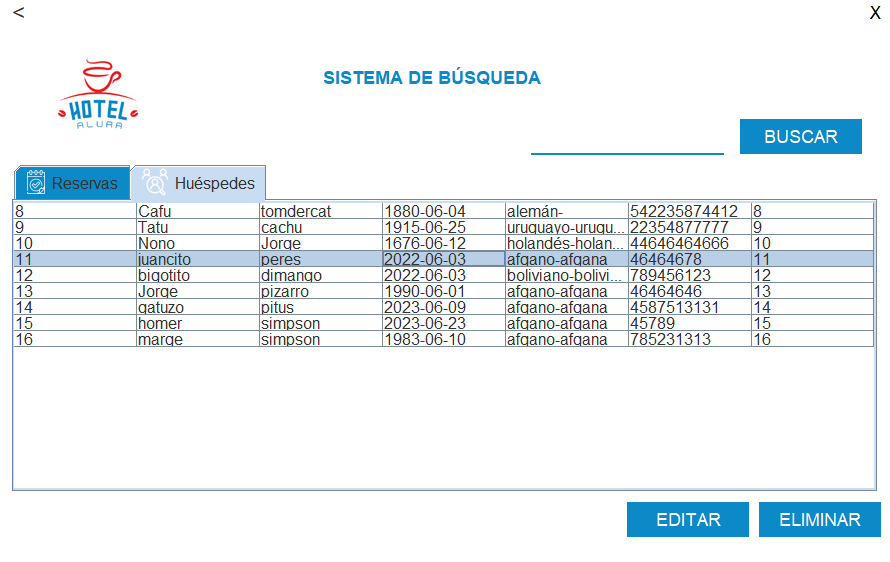 < X
SISTEMA DE BÚSQUEDA
HOTEL
ALURA
BUSCAR
Reservas Huéspedes
8 Cafu tomdercat 1880-06-04 alemán- 542235874412 8
9 Tatu cachu 1915-06-25 uruguayo-urugu... 22354877777 9
10 Nono Jorge 1676-06-12 holandés-holan... 44646464666 10
11 juancito peres 2022-06-03 afgano-afgana 46464678 11
12 bigotito dimango 2022-06-03 boliviano-bolivi... 789456123 12
13 Jorge pizarro 1990-06-01 afgano-afgana 46464646 13
14 gatuzo pitus 2023-06-09 afgano-afgana 4587513131 14
15 homer simpson 2023-06-23 afgano-afgana 45789 15
16 marge simpson 1983-06-10 afgano-afgana 785231313 16
EDITAR ELIMINAR